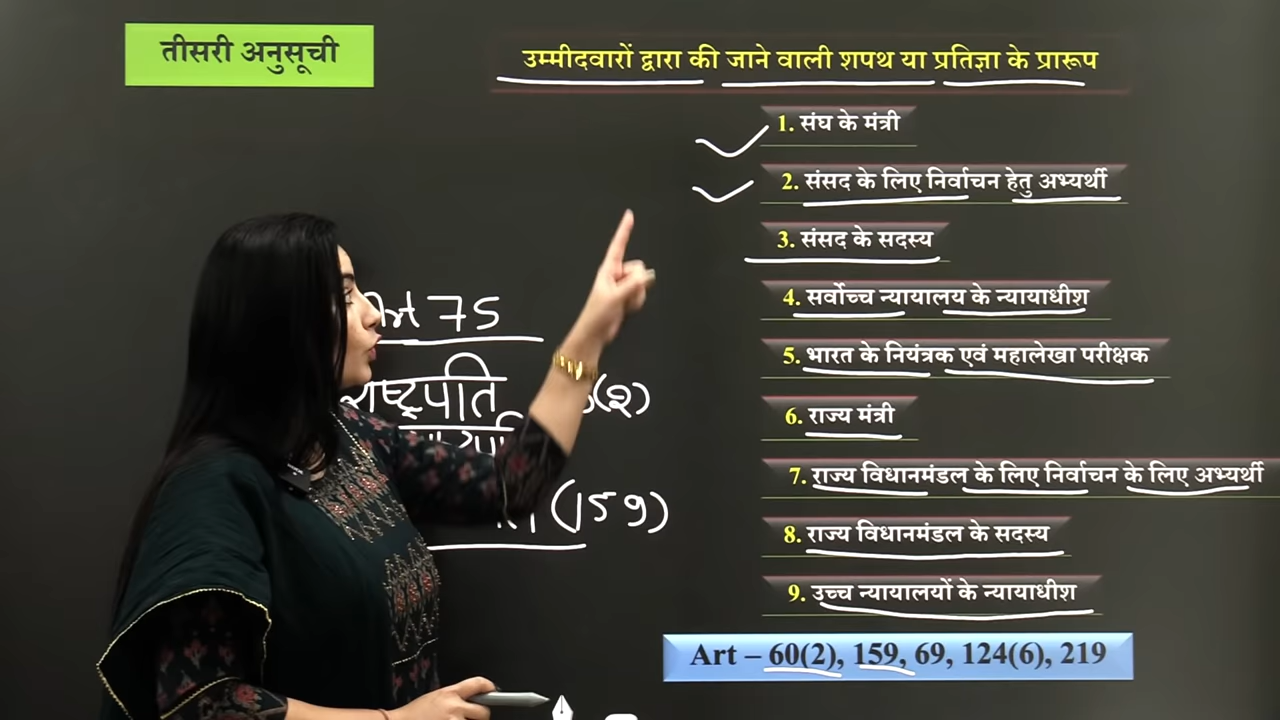 तीसरी अनुसूची
उम्मीदवारों द्वारा की जाने वाली शपथ या प्रतिज्ञा के प्रारूप
1. संघ के मंत्री
2. संसद के लिए निर्वाचन हेतु अभ्यर्थी
3. संसद के सदस्य
4. सर्वोच्च न्यायालय के न्यायाधीश
5. भारत के नियंत्रक एवं महालेखा परीक्षक
6. राज्य मंत्री
7. राज्य विधानमंडल के लिए निर्वाचन के लिए अभ्यर्थी
8. राज्य विधानमंडल के सदस्य
9. उच्च न्यायालयों के न्यायाधीश
Art – 60(2), 159, 69, 124(6), 219
75
राष्ट्रपति (2)
(159)